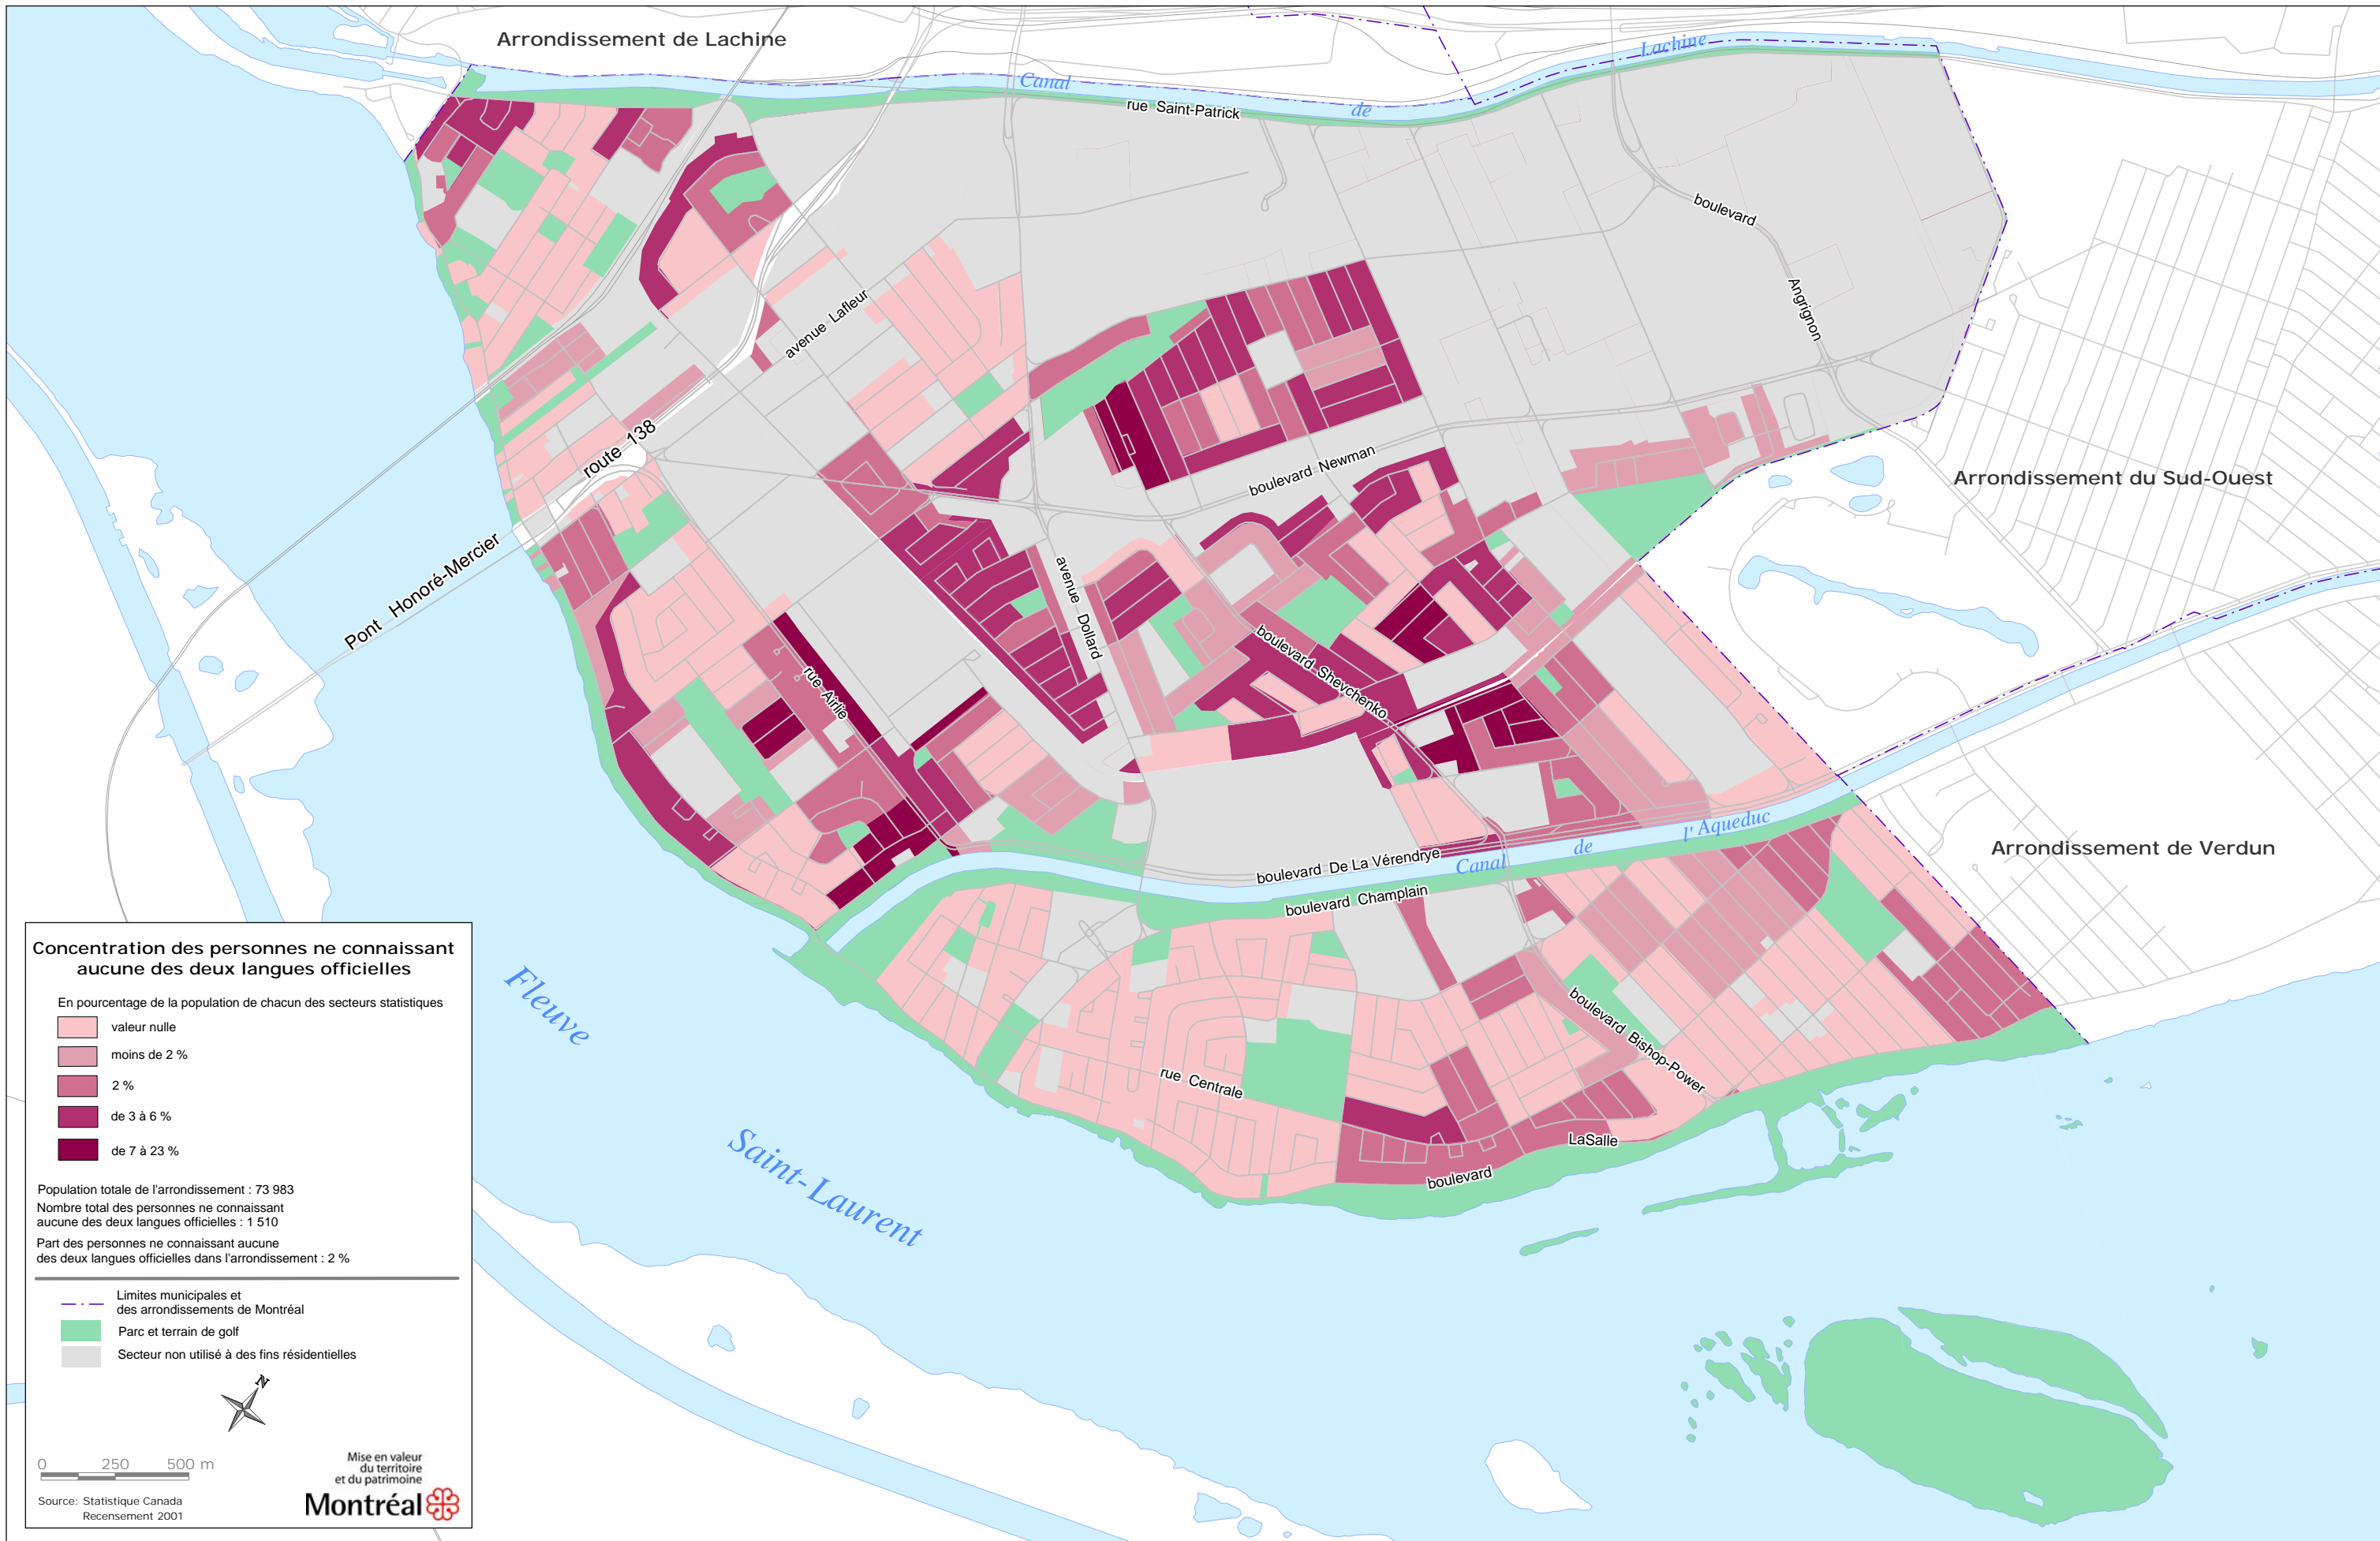 Arrondissement de Lachine
Canal de Lachine
rue Saint-Patrick
boulevard Angrignon
avenue Lafleur
route 138
boulevard Newman
Arrondissement du Sud-Ouest
Pont Honoré-Mercier
avenue Dollard
boulevard Shevchenko
rue Airlie
Canal de l' Aqueduc
boulevard De La Vérendrye
boulevard Champlain
Arrondissement de Verdun
boulevard Bishop-Power
rue Centrale
boulevard LaSalle
Fleuve Saint-Laurent
Concentration des personnes ne connaissant
aucune des deux langues officielles
En pourcentage de la population de chacun des secteurs statistiques
valeur nulle
moins de 2 %
2 %
de 3 à 6 %
de 7 à 23 %
Population totale de l'arrondissement : 73 983
Nombre total des personnes ne connaissant
aucune des deux langues officielles : 1 510
Part des personnes ne connaissant aucune
des deux langues officielles dans l'arrondissement : 2 %
Limites municipales et
des arrondissements de Montréal
Parc et terrain de golf
Secteur non utilisé à des fins résidentielles
N
0 250 500 m
Mise en valeur
du territoire
et du patrimoine
Montréal
Source: Statistique Canada
Recensement 2001